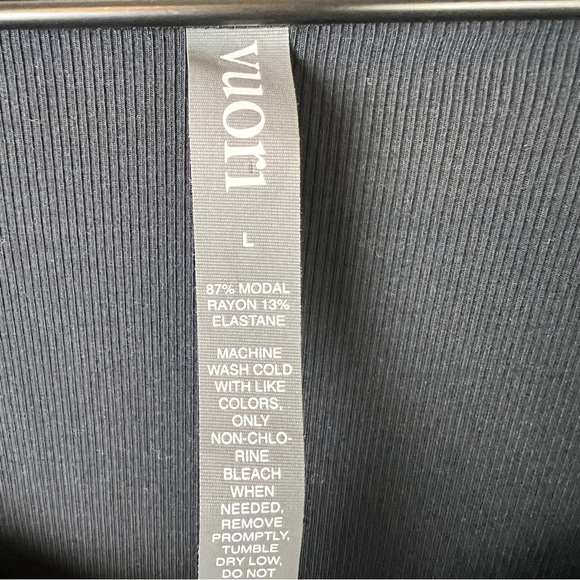 vuori
L
87% MODAL
RAYON 13%
ELASTANE
MACHINE
WASH COLD
WITH LIKE
COLORS,
ONLY
NON-CHLO-
RINE
BLEACH
WHEN
NEEDED,
REMOVE
PROMPTLY,
TUMBLE
DRY LOW,
DO NOT